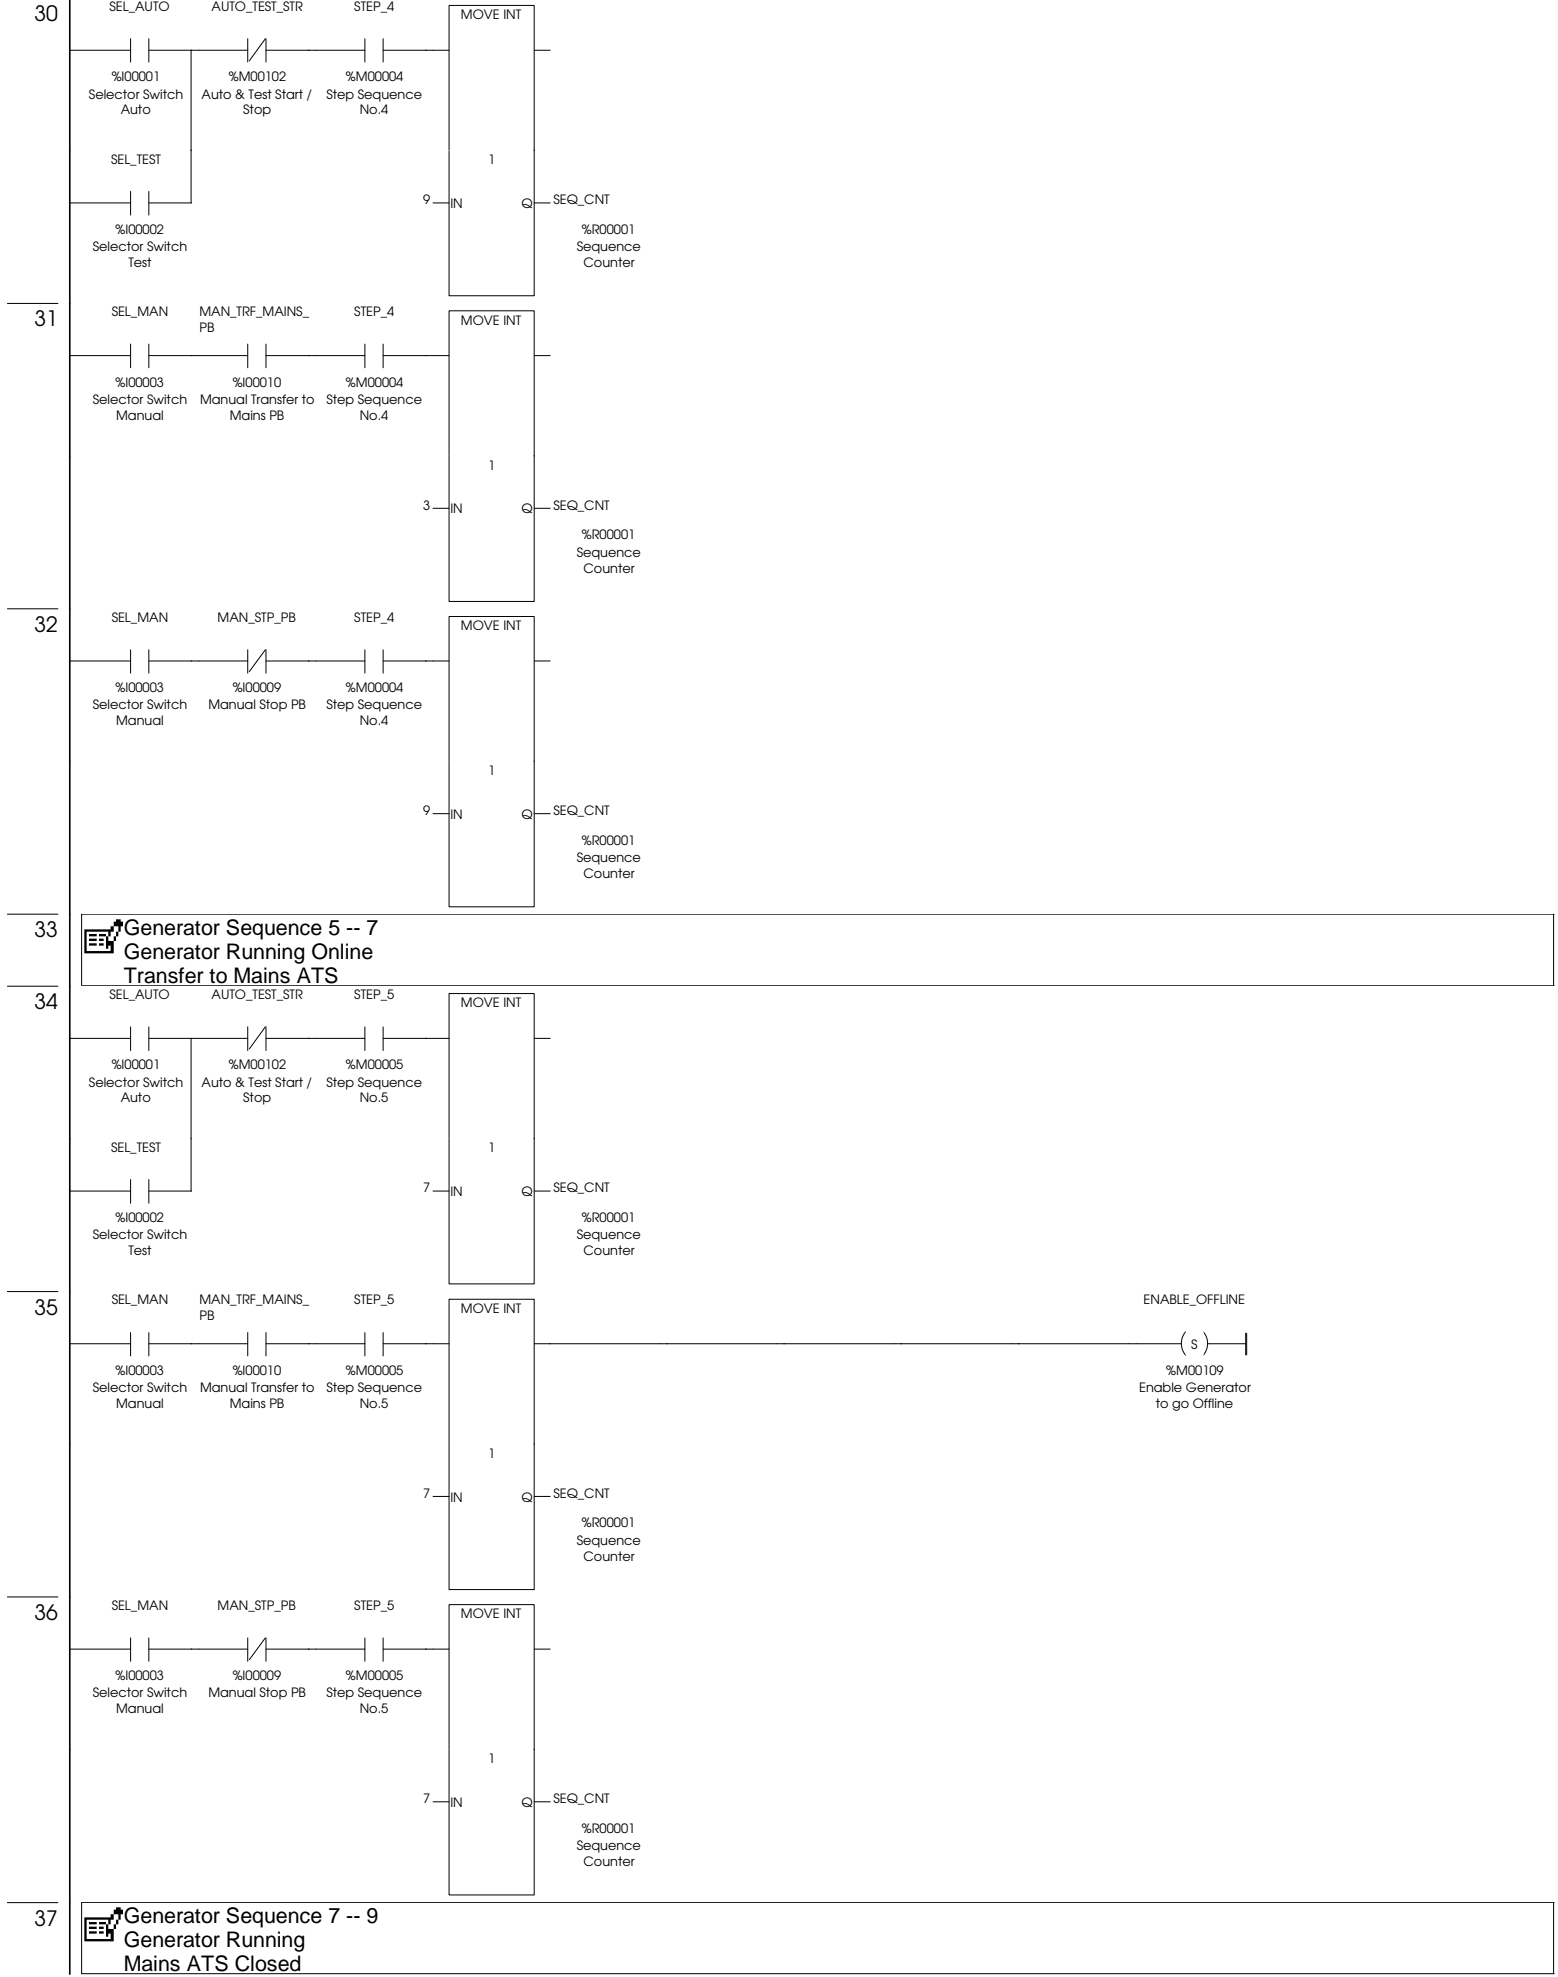 30
SEL_AUTO AUTO_TEST_STR STEP_4
MOVE INT
%I00001 %M00102 %M00004
Selector Switch Auto & Test Start / Step Sequence
Auto Stop No.4
SEL_TEST 1
9 IN Q SEQ_CNT
%I00002 %R00001
Selector Switch Sequence
Test Counter
31
SEL_MAN MAN_TRF_MAINS_ STEP_4
PB
MOVE INT
%I00003 %I00010 %M00004
Selector Switch Manual Transfer to Step Sequence
Manual Mains PB No.4
1
3 IN Q SEQ_CNT
%R00001
Sequence
Counter
32
SEL_MAN MAN_STP_PB STEP_4
MOVE INT
%I00003 %I00009 %M00004
Selector Switch Manual Stop PB Step Sequence
Manual No.4
1
9 IN Q SEQ_CNT
%R00001
Sequence
Counter
33
Generator Sequence 5 -- 7
Generator Running Online
Transfer to Mains ATS
34
SEL_AUTO AUTO_TEST_STR STEP_5
MOVE INT
%I00001 %M00102 %M00005
Selector Switch Auto & Test Start / Step Sequence
Auto Stop No.5
SEL_TEST 1
7 IN Q SEQ_CNT
%I00002 %R00001
Selector Switch Sequence
Test Counter
35
SEL_MAN MAN_TRF_MAINS_ STEP_5 ENABLE_OFFLINE
PB
MOVE INT
S
%I00003 %I00010 %M00005 %M00109
Selector Switch Manual Transfer to Step Sequence Enable Generator
Manual Mains PB No.5 to go Offline
1
7 IN Q SEQ_CNT
%R00001
Sequence
Counter
36
SEL_MAN MAN_STP_PB STEP_5
MOVE INT
%I00003 %I00009 %M00005
Selector Switch Manual Stop PB Step Sequence
Manual No.5
1
7 IN Q SEQ_CNT
%R00001
Sequence
Counter
37
Generator Sequence 7 -- 9
Generator Running
Mains ATS Closed